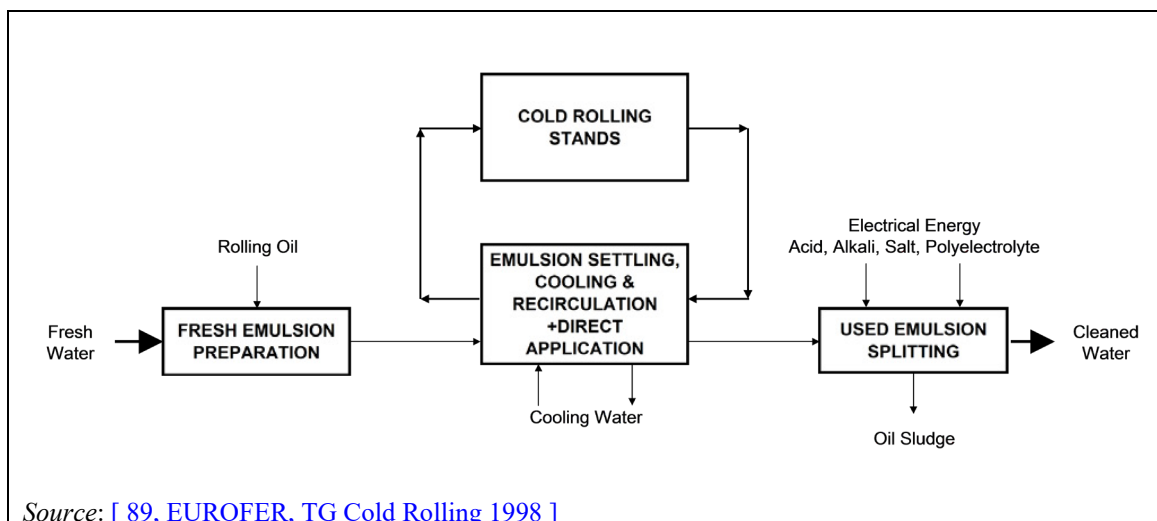 COLD ROLLING
STANDS
Rolling Oil
Electrical Energy
Acid, Alkali, Salt, Polyelectrolyte
Fresh
Water
FRESH EMULSION
PREPARATION
EMULSION SETTLING,
COOLING &
RECIRCULATION
+DIRECT
APPLICATION
USED EMULSION
SPLITTING
Cleaned
Water
Cooling Water
Oil Sludge
Source: [ 89, EUROFER, TG Cold Rolling 1998 ]